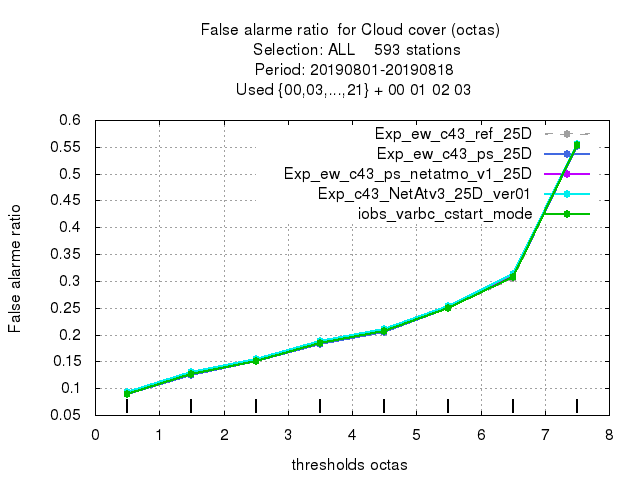 False alarme ratio  for Cloud cover (octas)
Selection: ALL    593 stations
Period: 20190801-20190818
Used {00,03,...,21} + 00 01 02 03
Exp_ew_c43_ref_25D
Exp_ew_c43_ps_25D
Exp_ew_c43_ps_netatmo_v1_25D
Exp_c43_NetAtv3_25D_ver01
iobs_varbc_cstart_mode
False alarme ratio
0.6
0.55
0.5
0.45
0.4
0.35
0.3
0.25
0.2
0.15
0.1
0.05
0 1 2 3 4 5 6 7 8
thresholds octas